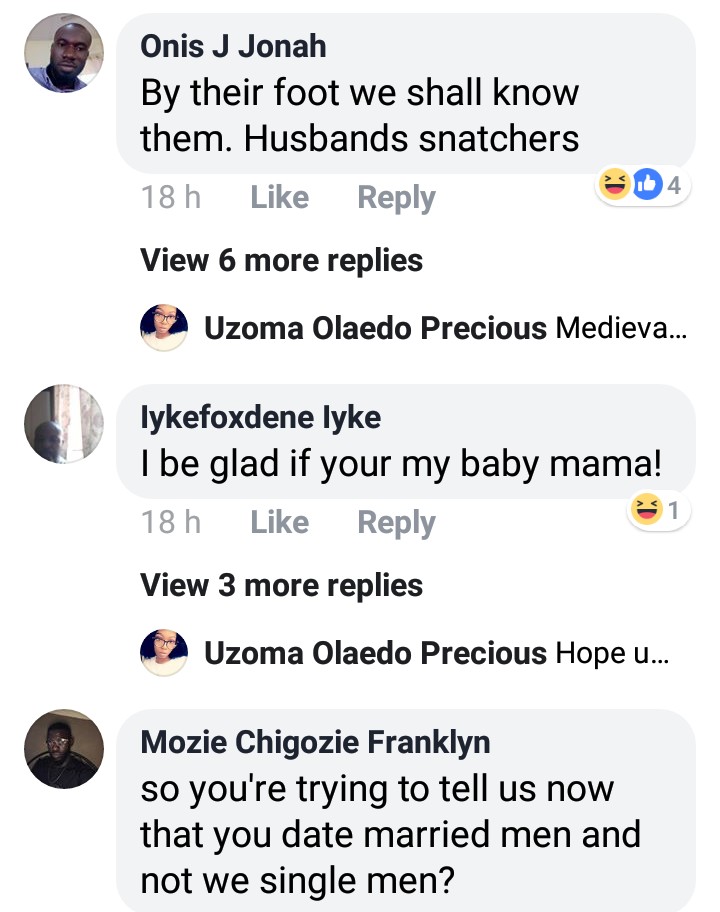 Onis J Jonah
By their foot we shall know
them. Husbands snatchers
18 h Like Reply 4
View 6 more replies
Uzoma Olaedo Precious Medieva...
Iykefoxdene Iyke
I be glad if your my baby mama!
18 h Like Reply 1
View 3 more replies
Uzoma Olaedo Precious Hope u...
Mozie Chigozie Franklyn
so you're trying to tell us now
that you date married men and
not we single men?